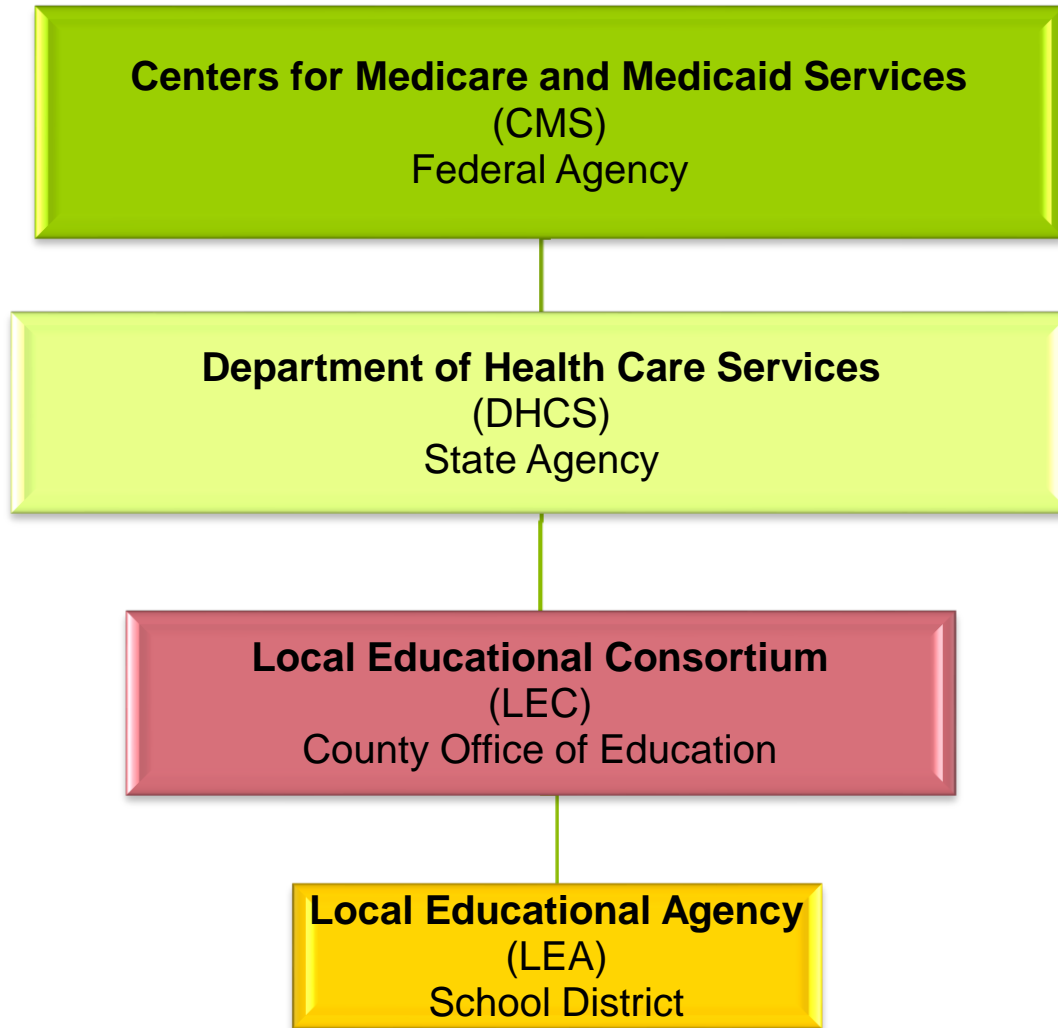 Centers for Medicare and Medicaid Services
(CMS)
Federal Agency
Department of Health Care Services
(DHCS)
State Agency
Local Educational Consortium
(LEC)
County Office of Education
Local Educational Agency
(LEA)
School District